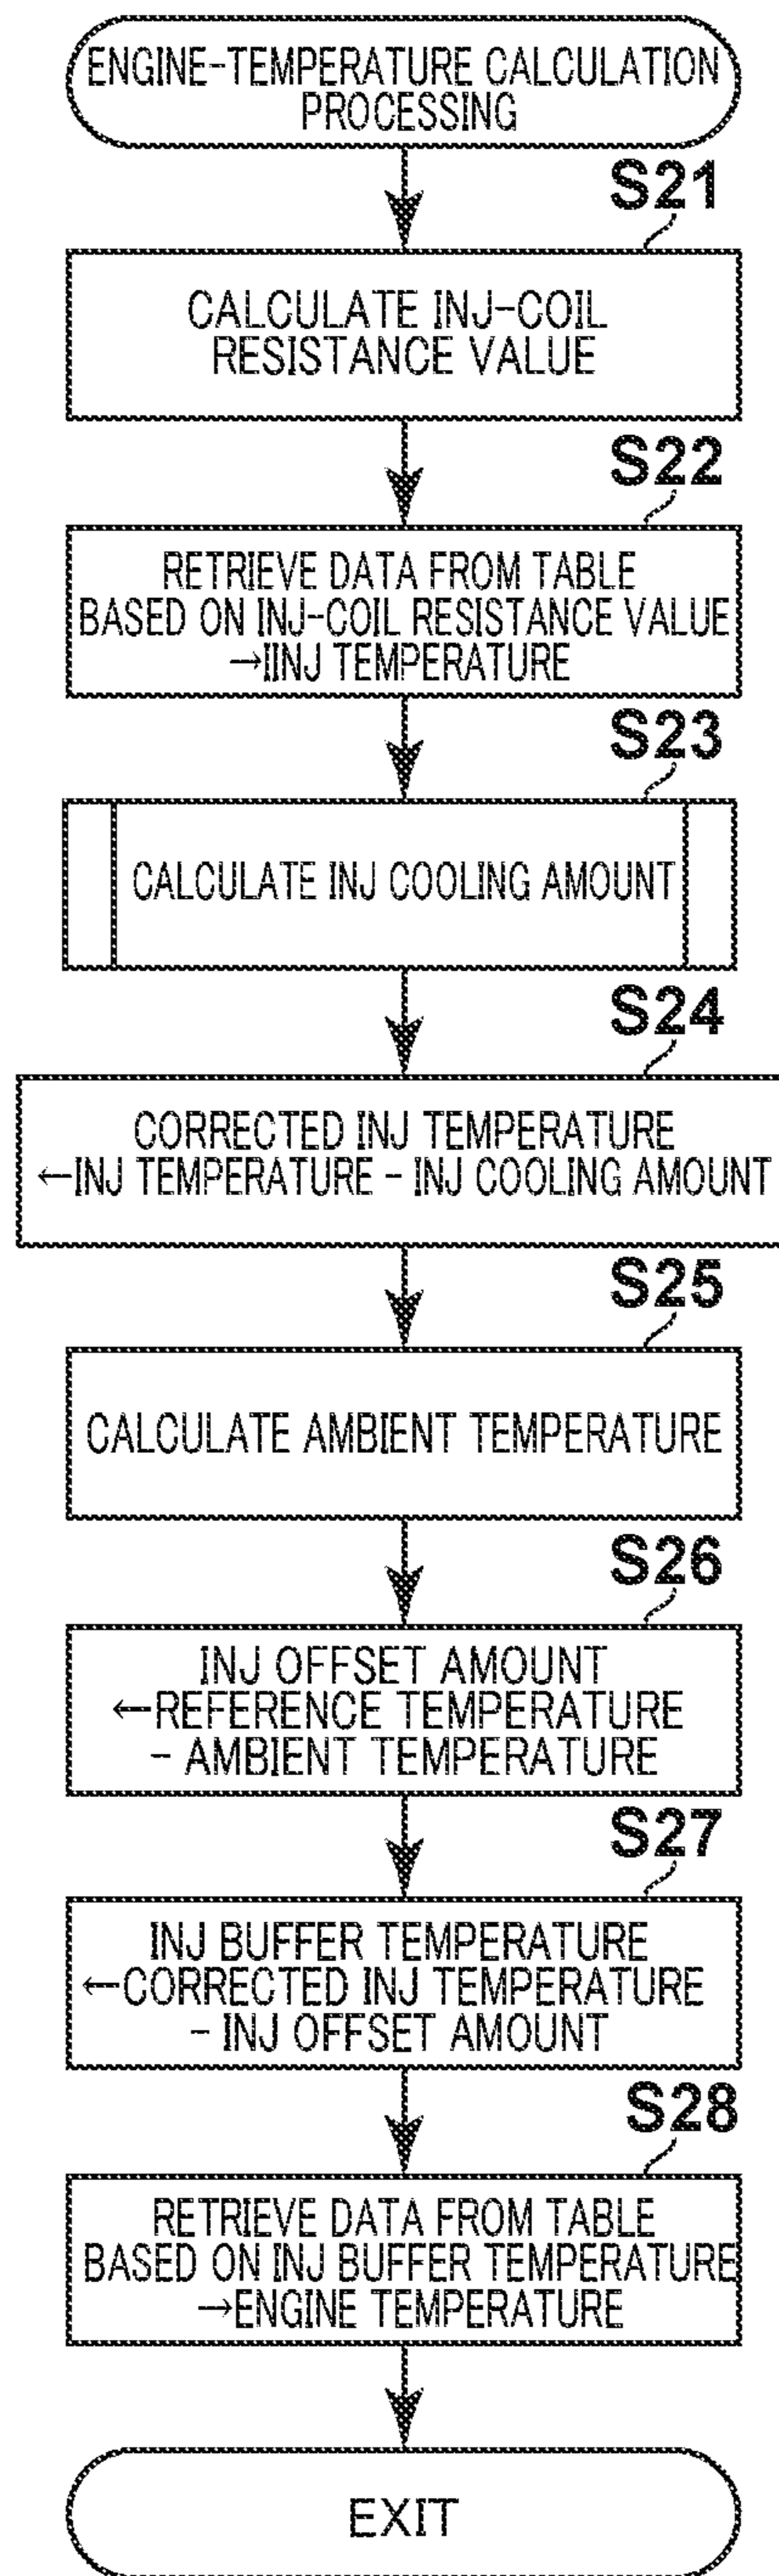 ENGINE-TEMPERATURE CALCULATION
PROCESSING
S21
CALCULATE INJ-COIL
RESISTANCE VALUE
S22
RETRIEVE DATA FROM TABLE
BASED ON INJ-COIL RESISTANCE VALUE
→IINJ TEMPERATURE
S23
CALCULATE INJ COOLING AMOUNT
S24
CORRECTED INJ TEMPERATURE
←INJ TEMPERATURE - INJ COOLING AMOUNT
S25
CALCULATE AMBIENT TEMPERATURE
S26
INJ OFFSET AMOUNT
←REFERENCE TEMPERATURE
- AMBIENT TEMPERATURE
S27
INJ BUFFER TEMPERATURE
←CORRECTED INJ TEMPERATURE
- INJ OFFSET AMOUNT
S28
RETRIEVE DATA FROM TABLE
BASED ON INJ BUFFER TEMPERATURE
→ENGINE TEMPERATURE
EXIT